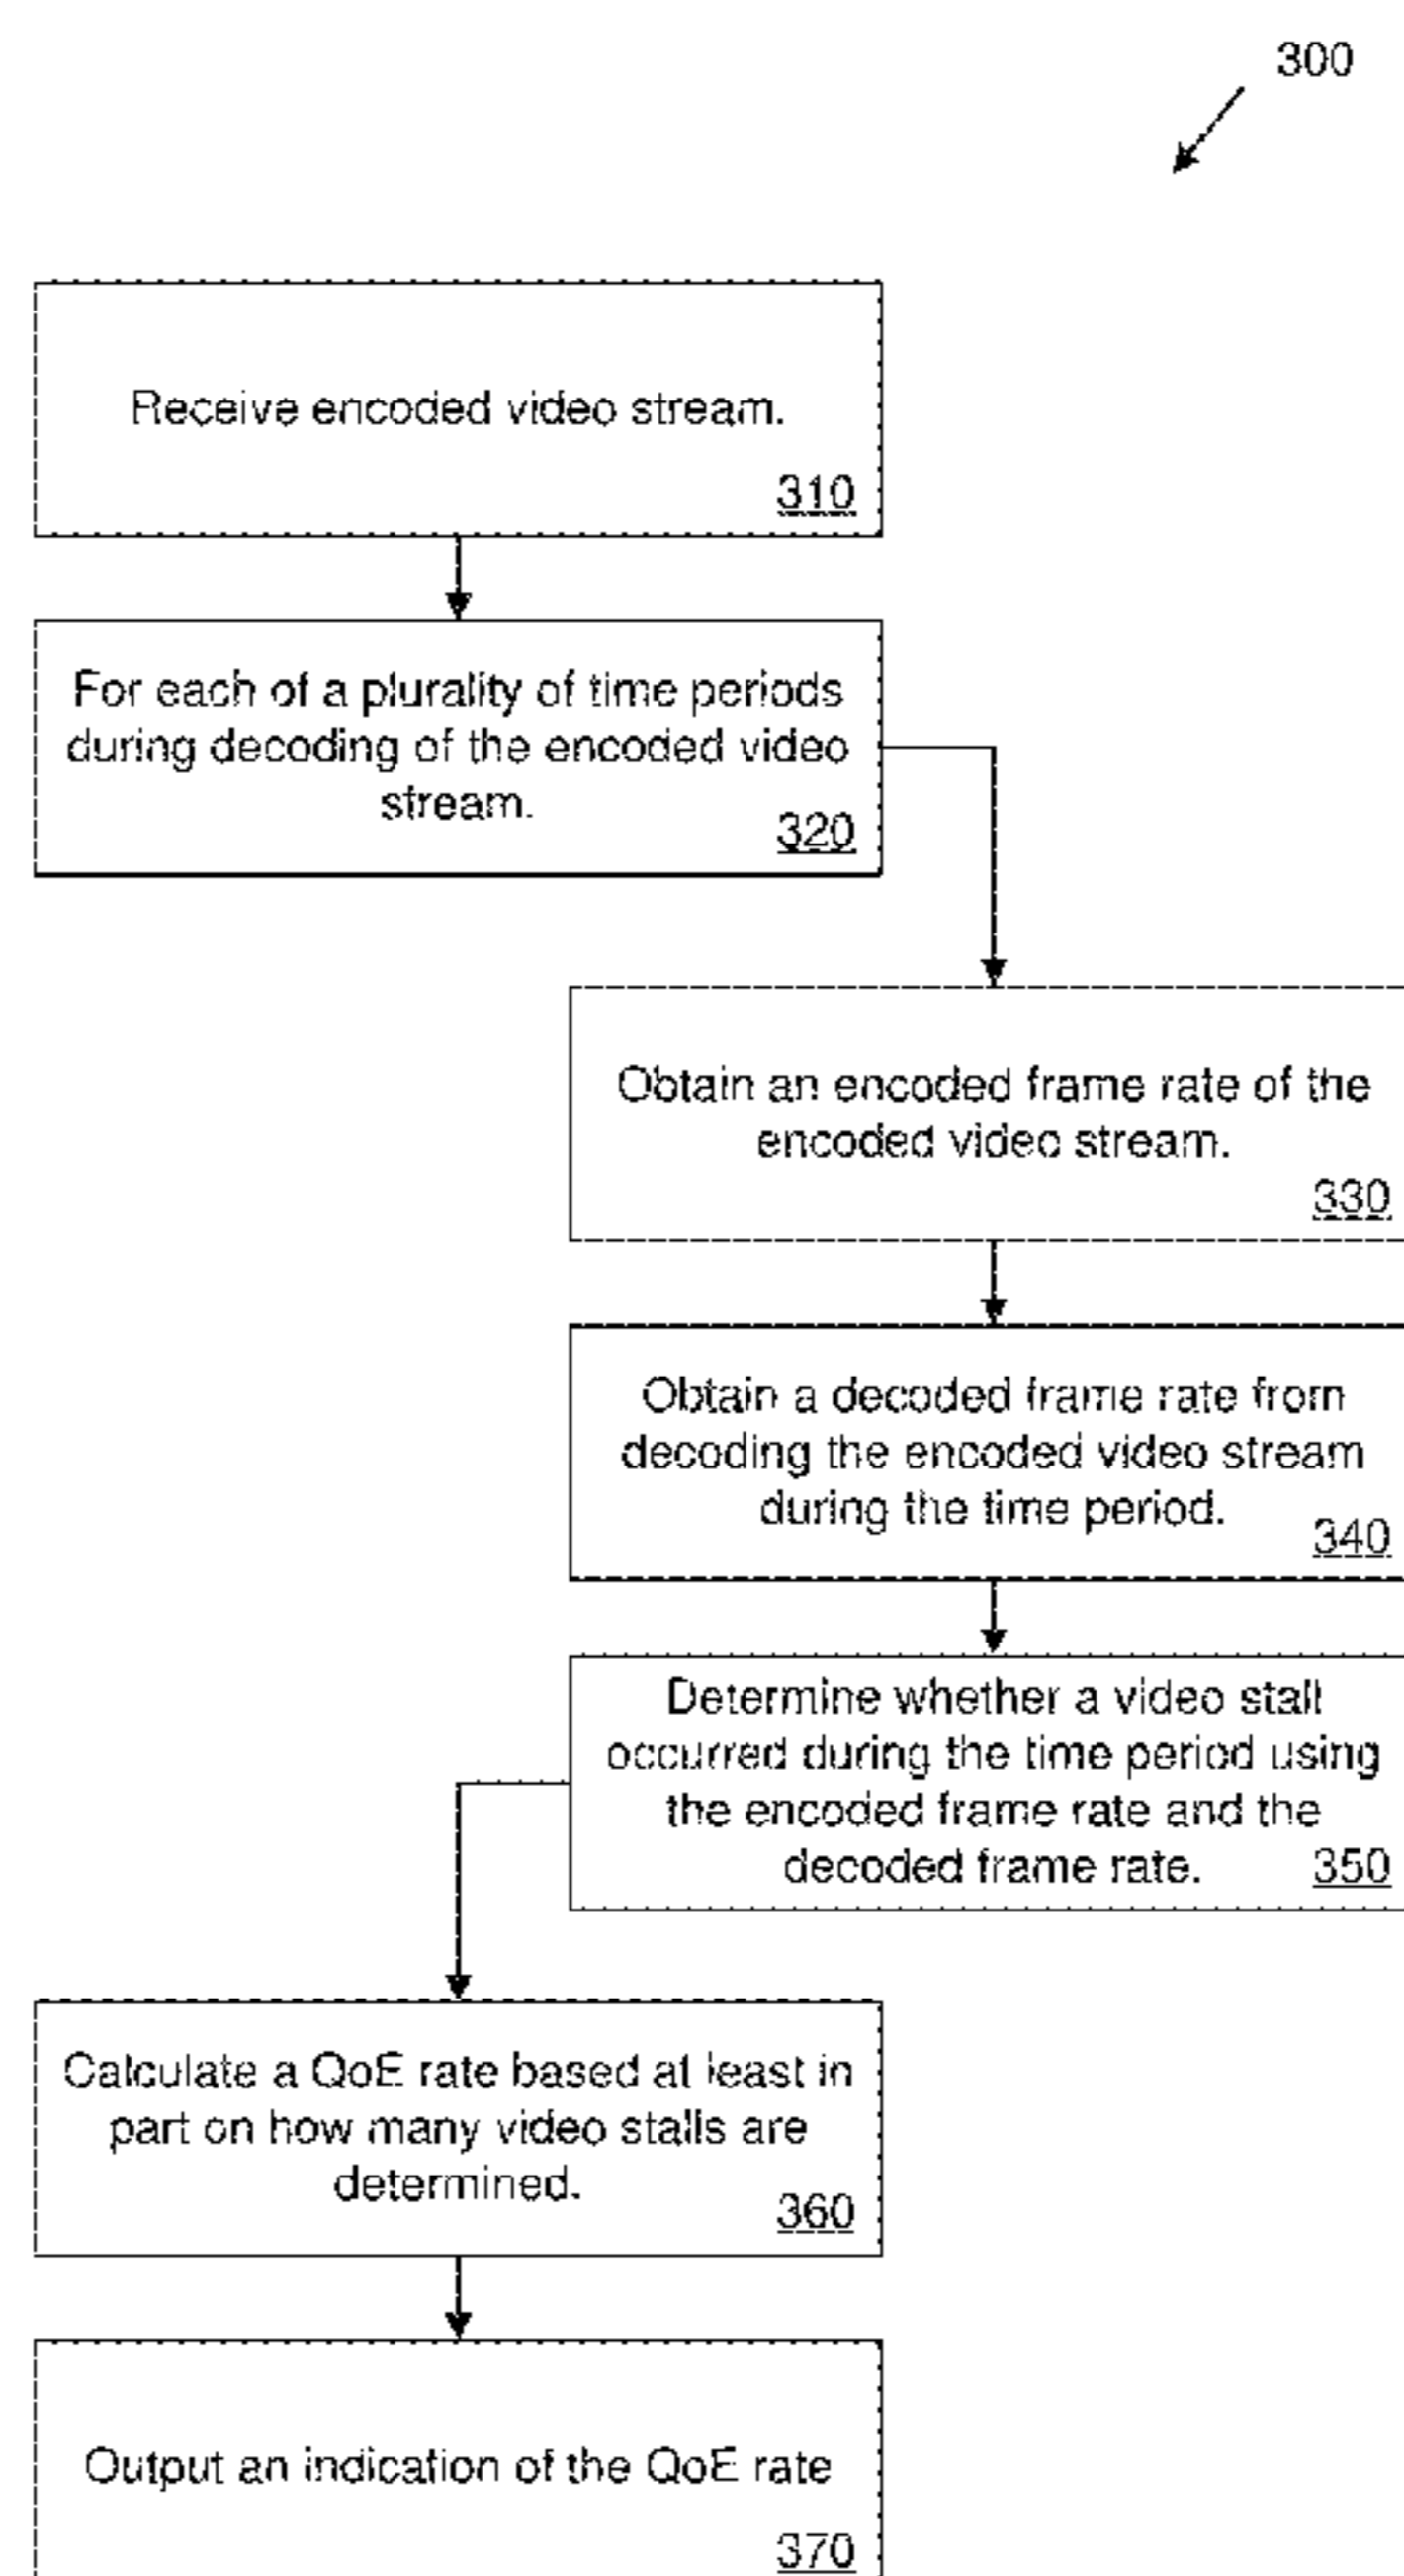 300
Receive encoded video stream.
310
For each of a plurality of time periods
during decoding of the encoded video
stream.
320
Obtain an encoded frame rate of the
encoded video stream.
330
Obtain a decoded frame rate from
decoding the encoded video stream
during the time period.
340
Determine whether a video stall
occurred during the time period using
the encoded frame rate and the
decoded frame rate.
350
Calculate a QoE rate based at least in
part on how many video stalls are
determined.
360
Output an indication of the QoE rate
370